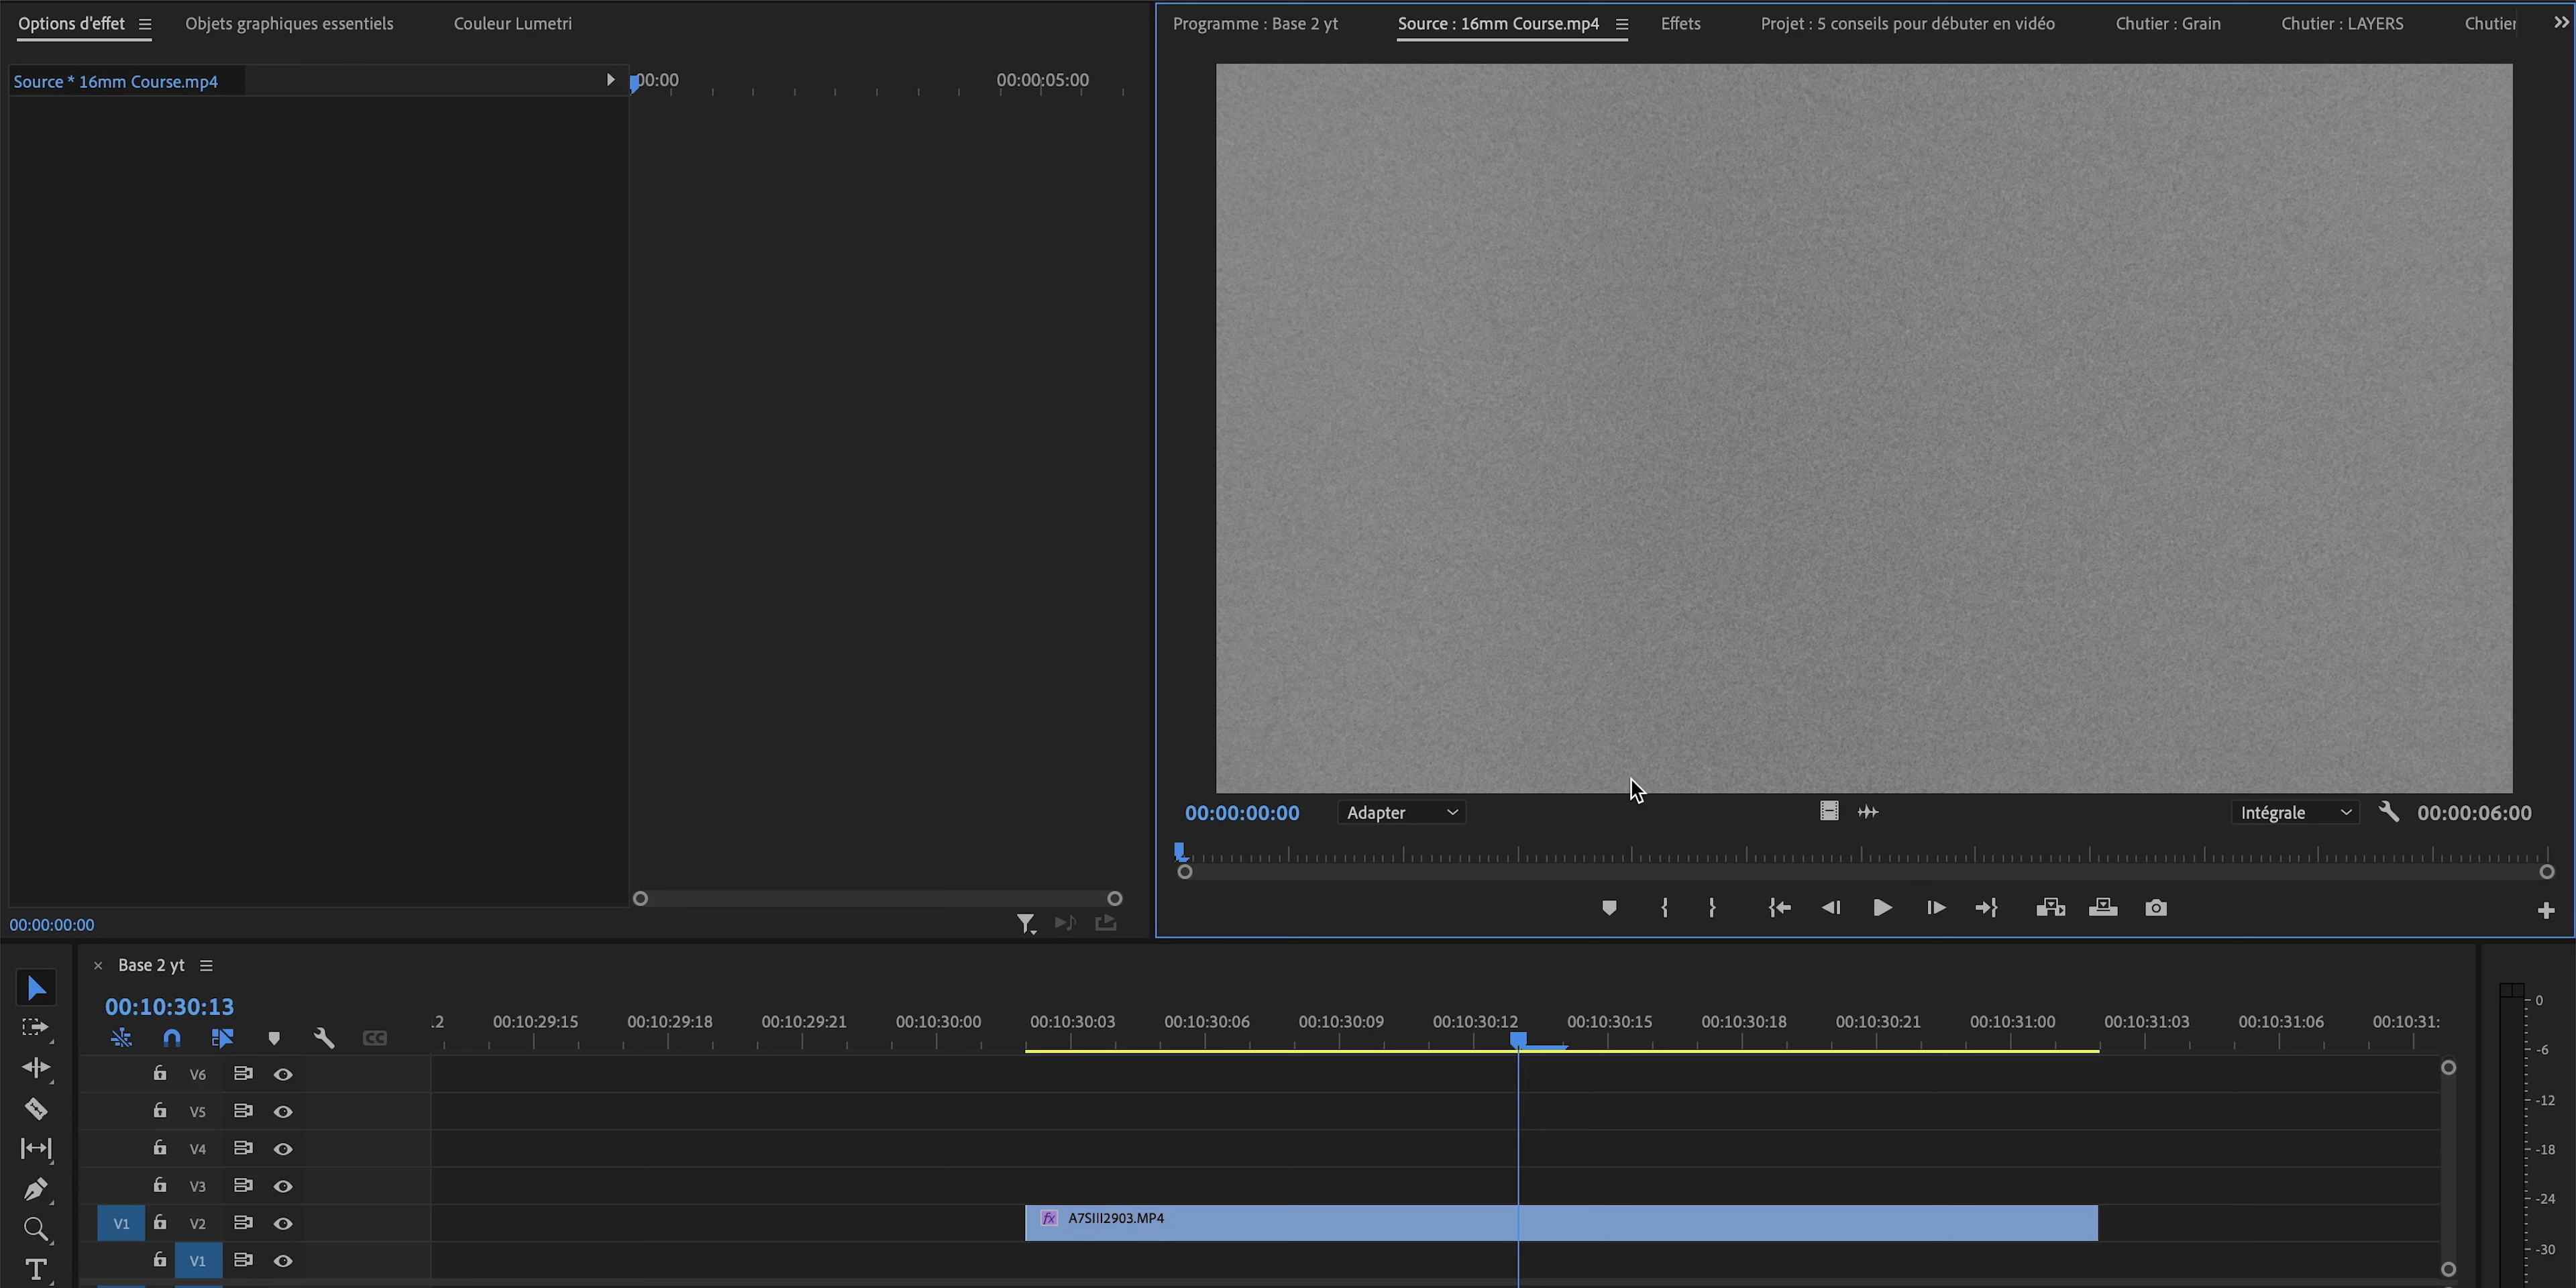 Options d'effet
Objets graphiques essentiels
Couleur Lumetri
Source * 16mm Course.mp4
00:00
00:00:05:00
00:00:00:00
Programme : Base 2 yt
Source : 16mm Course.mp4
Effets
Projet : 5 conseils pour débuter en vidéo
Chutier : Grain
Chutier : LAYERS
Chutier
00:00:00:00
Adapter
Intégrale
00:00:06:00
Base 2 yt
00:10:30:13
CC
.2
00:10:29:15
00:10:29:18
00:10:29:21
00:10:30:00
00:10:30:03
00:10:30:06
00:10:30:09
00:10:30:12
00:10:30:15
00:10:30:18
00:10:30:21
00:10:31:00
00:10:31:03
00:10:31:06
00:10:31:
V6
V5
V4
V3
V1 V2
fx A7SIII2903.MP4
V1
0
-6
-12
-18
-24
-30